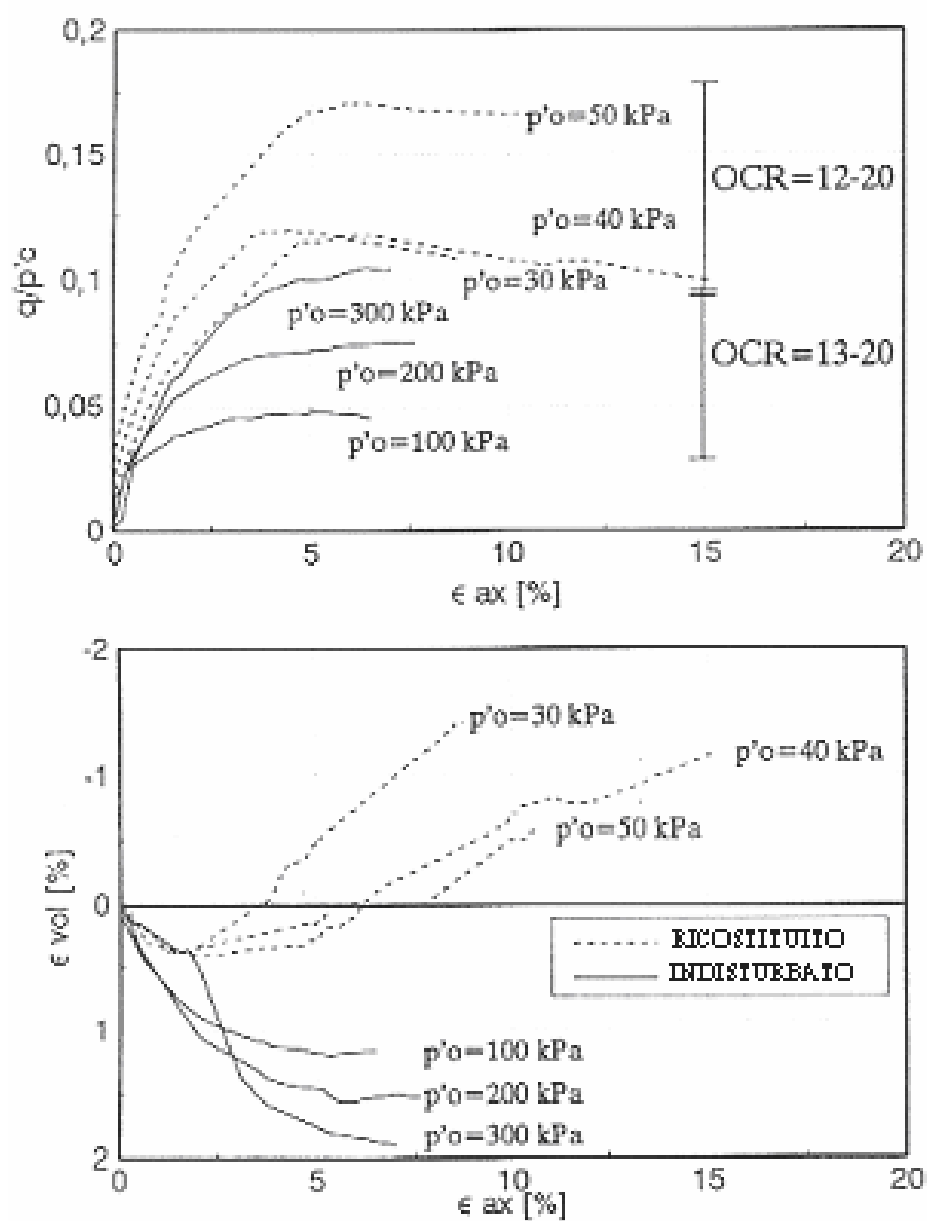 0,2
p'o=50 kPa
0,15
OCR=12-20
p'o=40 kPa
q/p'o
0,1
p'o=30 kPa
p'o=300 kPa
OCR=13-20
p'o=200 kPa
0,05
p'o=100 kPa
0
0 5 10 15 20
ϵ ax [%]
-2
p'o=30 kPa
p'o=40 kPa
-1
p'o=50 kPa
ϵ vol [%]
0
RICOSTITUITO
INDISTURBATO
1
p'o=100 kPa
p'o=200 kPa
p'o=300 kPa
2
0 5 10 15 20
ϵ ax [%]